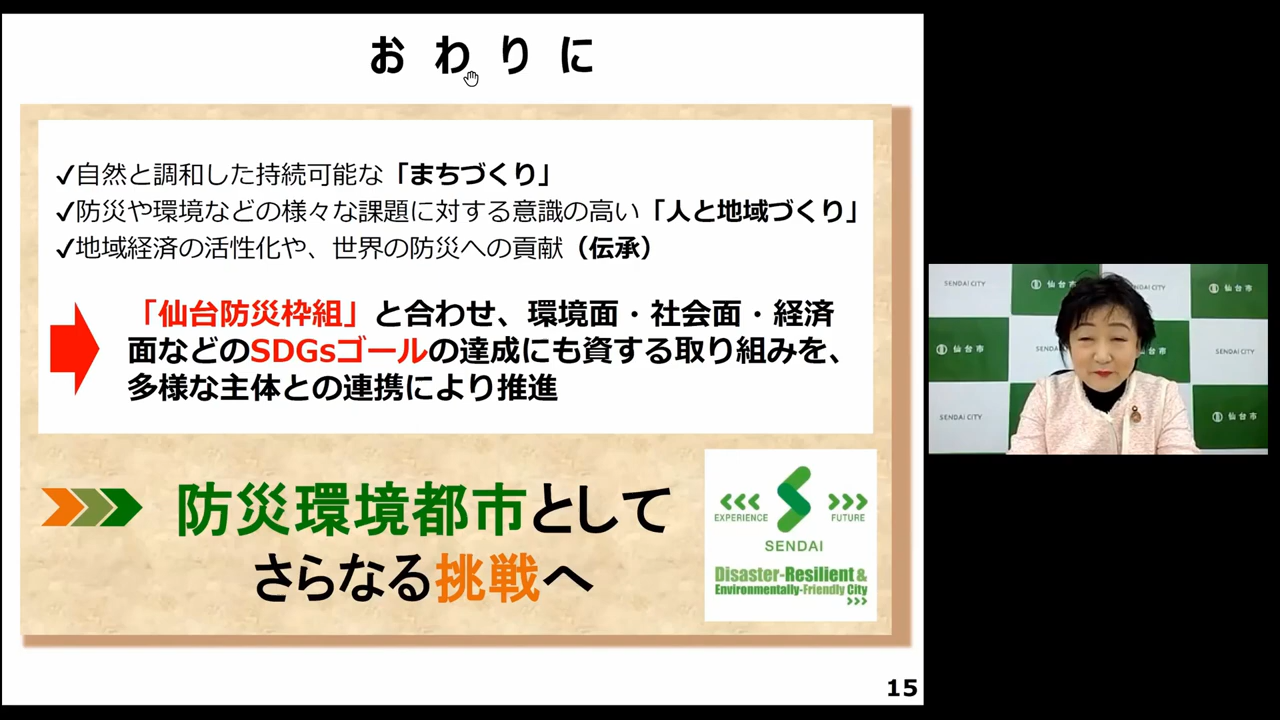 おわりに
✓自然と調和した持続可能な「まちづくり」
✓防災や環境などの様々な課題に対する意識の高い「人と地域づくり」
✓地域経済の活性化や、世界の防災への貢献（伝承）
「仙台防災枠組」と合わせ、環境面・社会面・経済
面などのSDGsゴールの達成にも資する取り組みを、
多様な主体との連携により推進
防災環境都市として
さらなる挑戦へ
EXPERIENCE
FUTURE
SENDAI
Disaster-Resilient &
Environmentally-Friendly City
>>>
15
SENDAI CITY
仙台市
SENDAI CITY
仙台市
仙台市
SENDAI
仙台市
SENDAI CITY
SENDAI CITY
仙台市